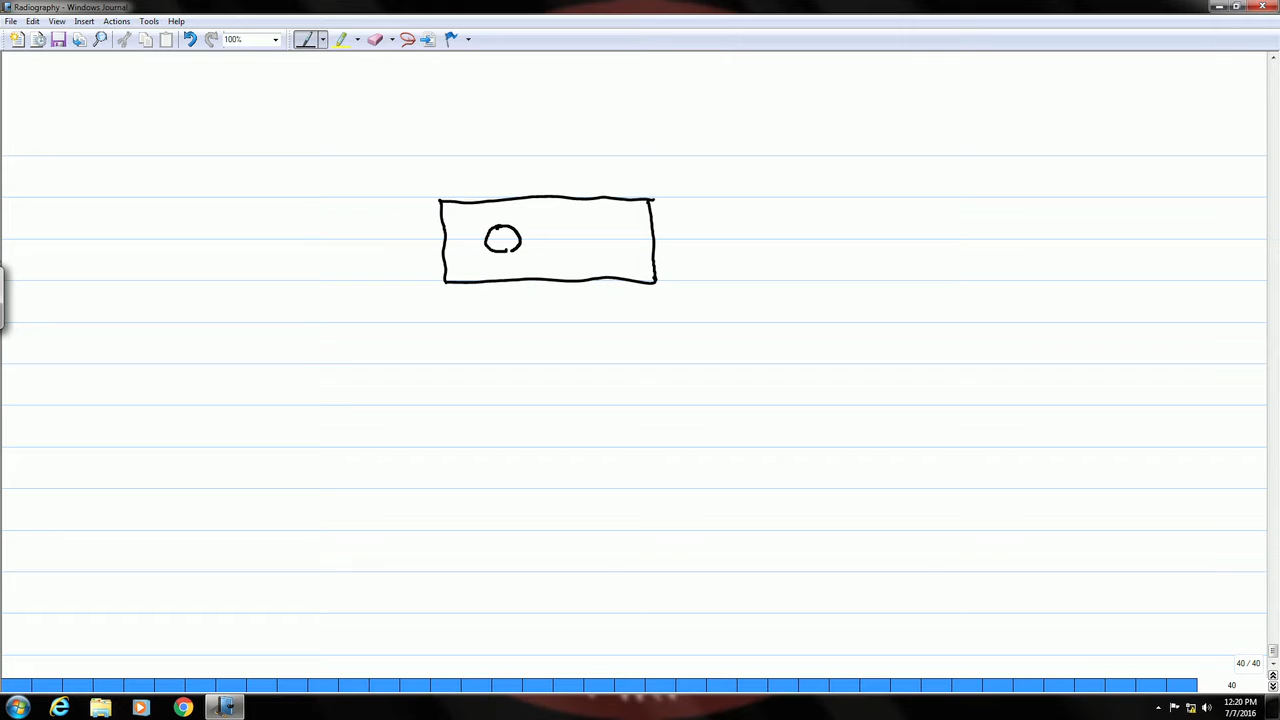 Radiography - Windows Journal
File Edit View Insert Actions Tools Help
100%
40 / 40
40
12:20 PM
7/7/2016